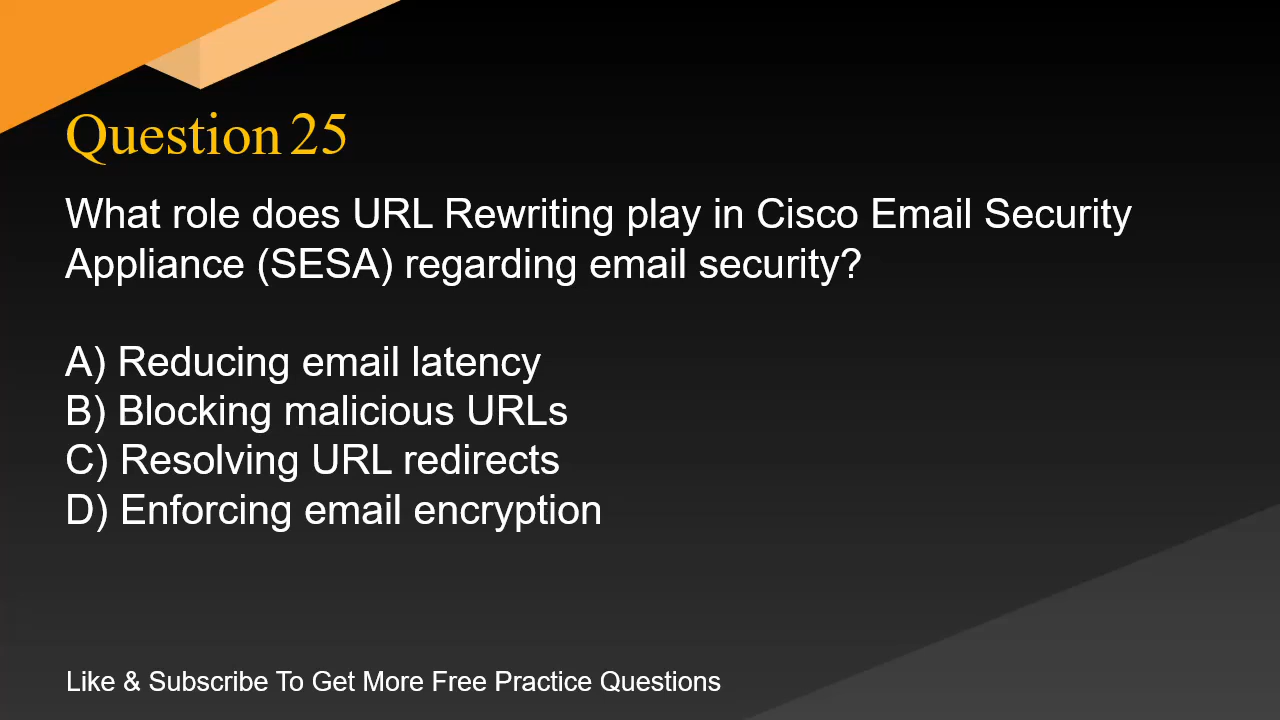 Question 25
What role does URL Rewriting play in Cisco Email Security
Appliance (SESA) regarding email security?
A) Reducing email latency
B) Blocking malicious URLs
C) Resolving URL redirects
D) Enforcing email encryption
Like & Subscribe To Get More Free Practice Questions